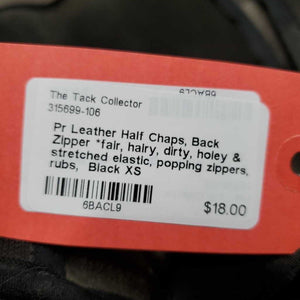 6BACL9
The Tack Collector
315699-106
Pr Leather Half Chaps, Back
Zipper *fair, hairy, dirty, holey &
stretched elastic, popping zippers,
rubs, Black XS
6BACL9
$18.00